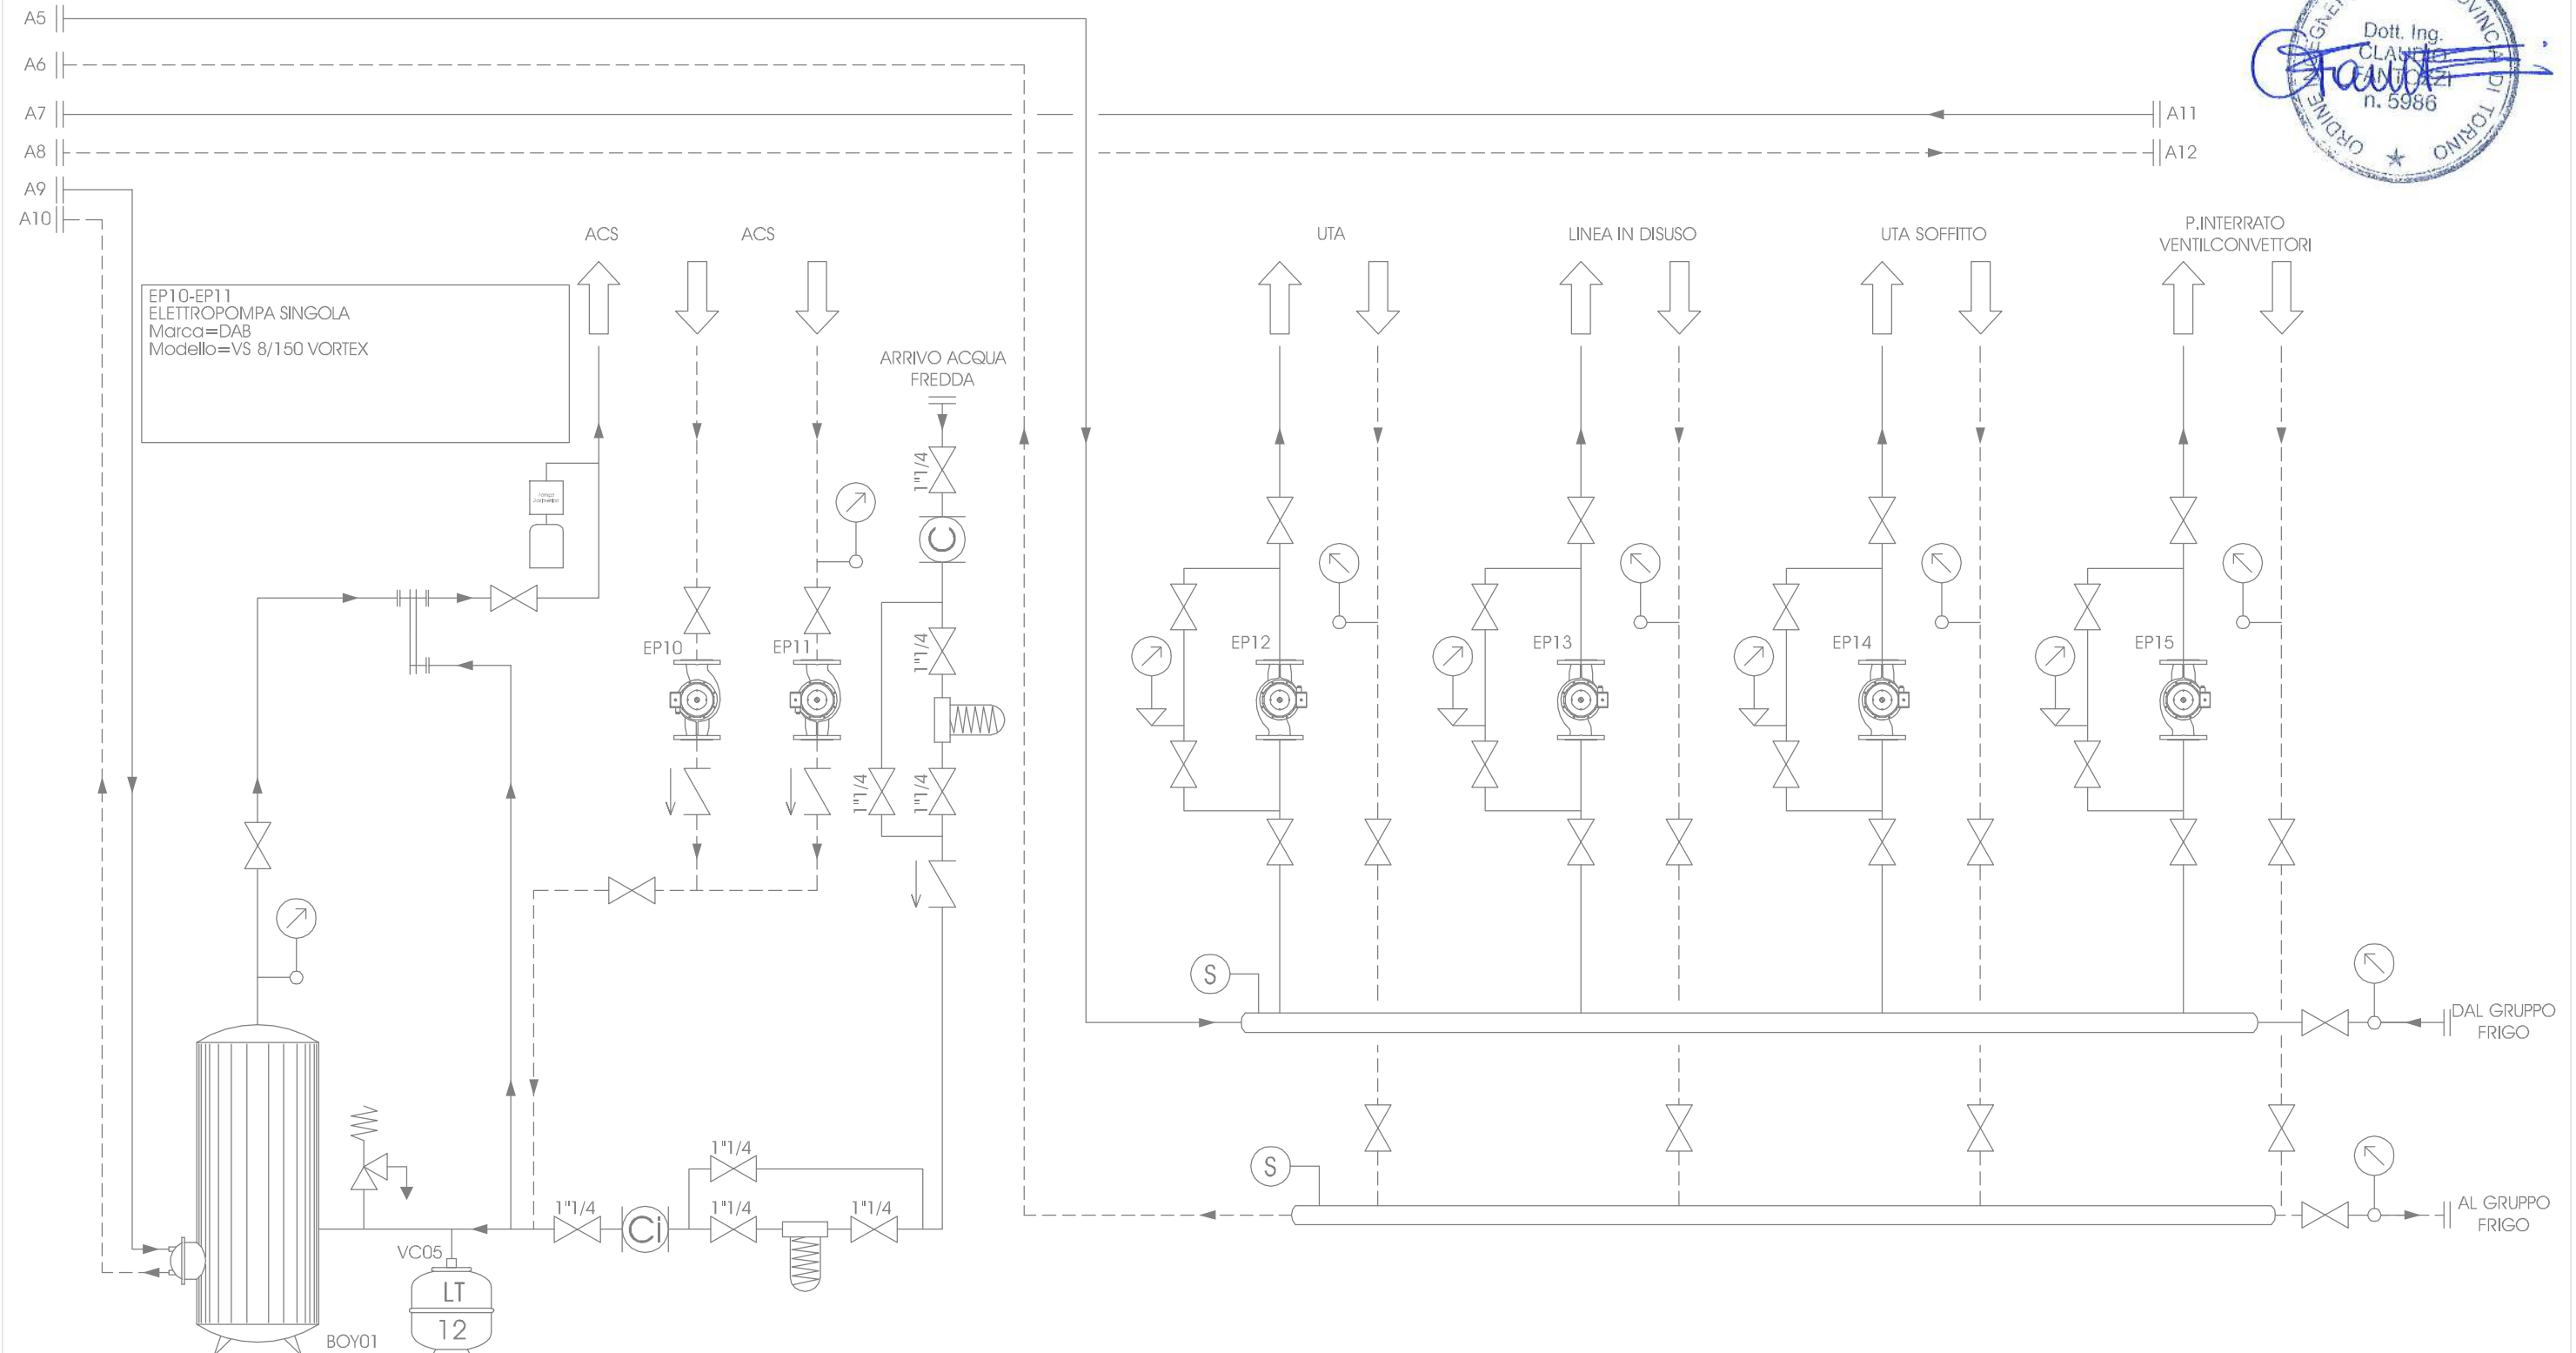 A5
A6
A7
A8
A9
A10
A11
A12
Dott. Ing.
CLAUDIO
FANTOZZI
n. 5986
DI TORINO
ORDINE
ACS
ACS
UTA
LINEA IN DISUSO
UTA SOFFITTO
P.INTERRATO
VENTILCONVETTORI
EP10-EP11
ELETTROPOMPA SINGOLA
Marca=DAB
Modello=VS 8/150 VORTEX
ARRIVO ACQUA
FREDDA
1"1/4
C
1"1/4
1"1/4
1"1/4
EP10
EP11
EP12
EP13
EP14
EP15
S
DAL GRUPPO
FRIGO
S
AL GRUPPO
FRIGO
1"1/4
1"1/4
Ci
1"1/4
1"1/4
VC05
LT
12
BOY01